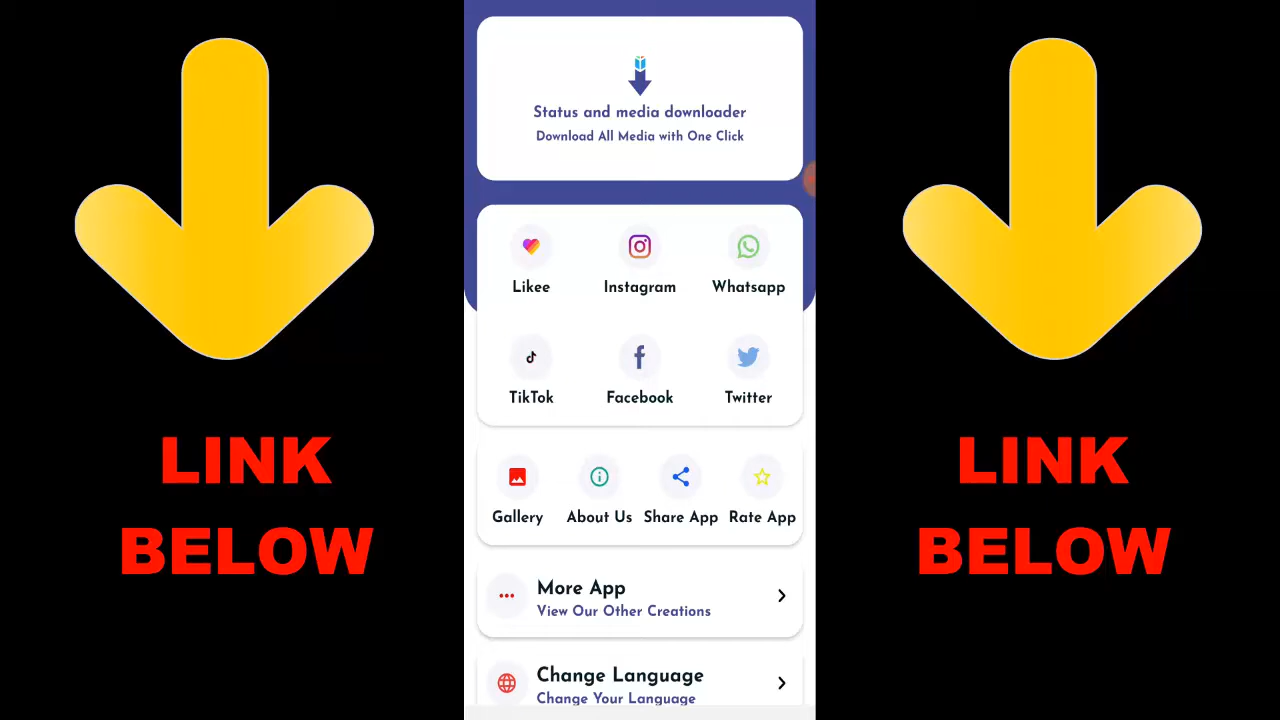 LINK
BELOW
Status and media downloader
Download All Media with One Click
Likee
Instagram
Whatsapp
TikTok
Facebook
Twitter
Gallery
About Us
Share App
Rate App
More App
View Our Other Creations
Change Language
Change Your Language
LINK
BELOW